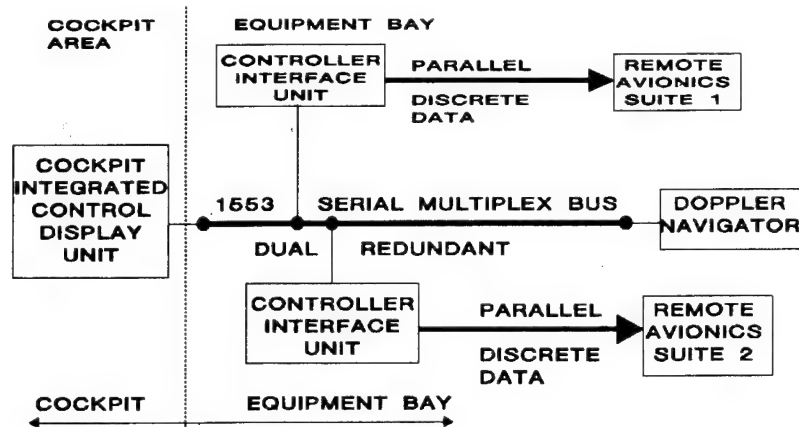 COCKPIT
AREA
EQUIPMENT BAY
CONTROLLER
INTERFACE
UNIT
PARALLEL
DISCRETE
DATA
REMOTE
AVIONICS
SUITE 1
COCKPIT
INTEGRATED
CONTROL
DISPLAY
UNIT
1553 SERIAL MULTIPLEX BUS
DUAL REDUNDANT
DOPPLER
NAVIGATOR
CONTROLLER
INTERFACE
UNIT
PARALLEL
DISCRETE
DATA
REMOTE
AVIONICS
SUITE 2
COCKPIT
EQUIPMENT BAY